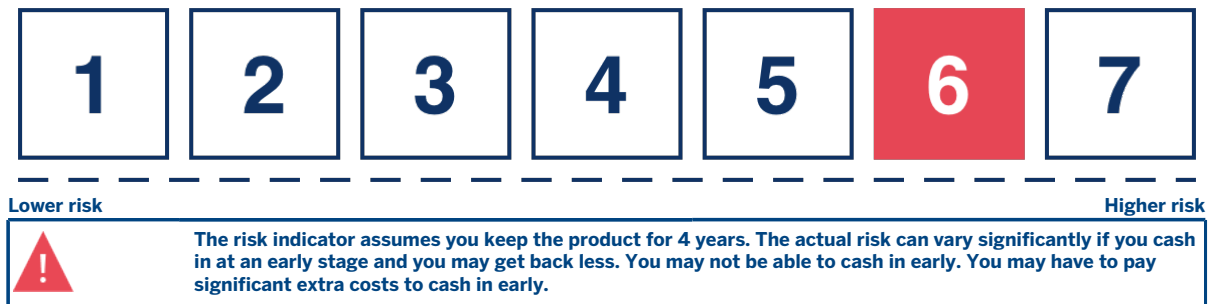 1 2 3 4 5 6 7
Lower risk Higher risk
!
The risk indicator assumes you keep the product for 4 years. The actual risk can vary significantly if you cash
in at an early stage and you may get back less. You may not be able to cash in early. You may have to pay
significant extra costs to cash in early.